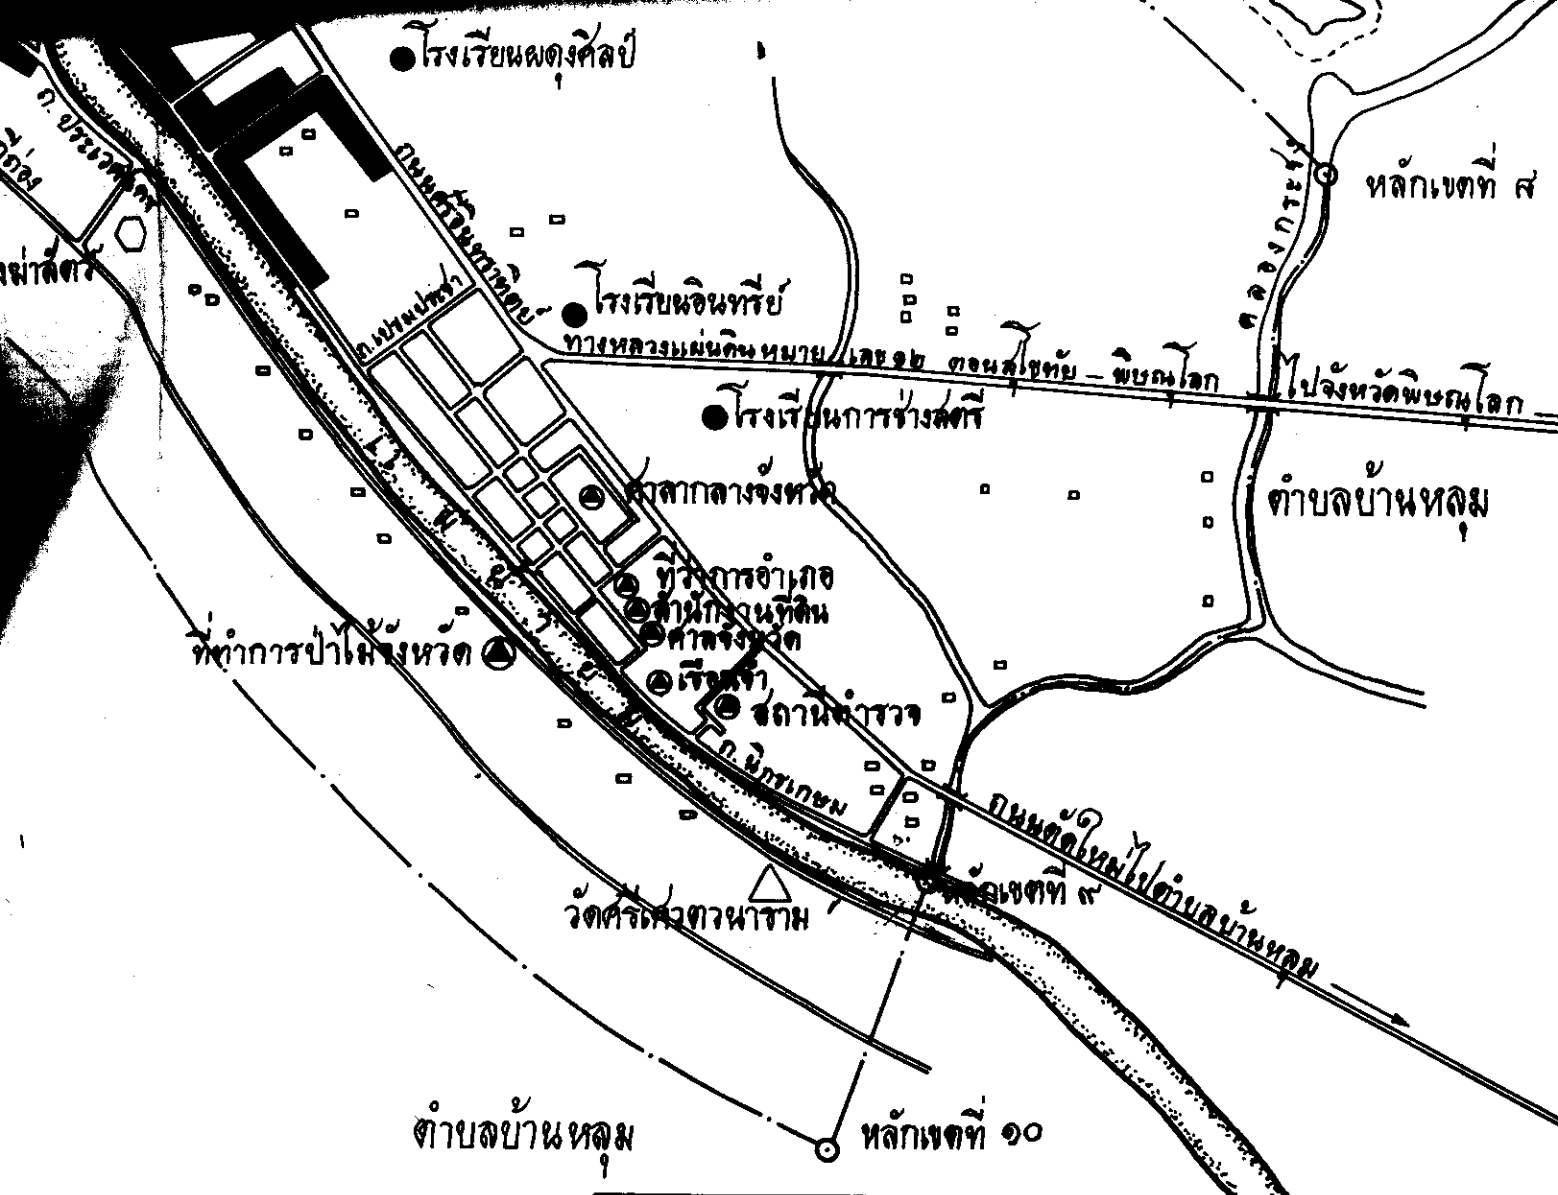 โรงเรียนผดุงศิลป์
ถ. ประเวศนคร
ถนนศรีอินทราทิตย์
หลักเขตที่ ๘
คลองกระชงค์
โรงเรียนอินทรีย์
ถ.เปรมประชา
ทางหลวงแผ่นดินหมายเลข ๑๒ ตอนสุโขทัย - พิษณุโลก
ไปจังหวัดพิษณุโลก
โรงเรียนการช่างสตรี
ศาลากลางจังหวัด
ตำบลบ้านหลุม
ที่ว่าการอำเภอ
สำนักงานที่ดิน
ศาลจังหวัด
ที่ทำการป่าไม้จังหวัด
เรือนจำ
สถานีตำรวจ
แม่น้ำยม
ถ. นิกรเกษม
ถนนตัดใหม่ไปตำบลบ้านหลุม
หลักเขตที่ ๙
ตำบลบ้านหลุม
หลักเขตที่ ๑๐